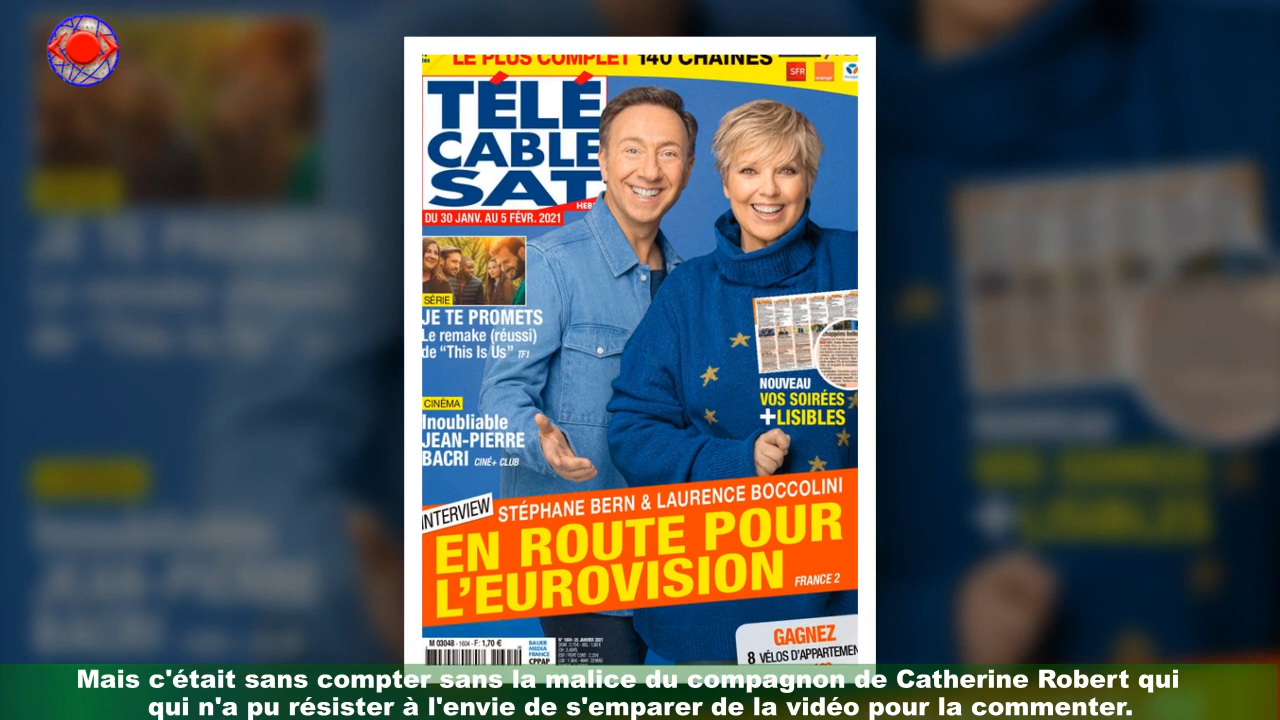 LE PLUS COMPLET 140 CHAÎNES
SFR
orange
TÉLÉ
CABLE
SAT
HEBDO
DU 30 JANV. AU 5 FÉVR. 2021
SÉRIE
JE TE PROMETS
Le remake (réussi)
de “This Is Us” TF1
CINÉMA
Inoubliable
JEAN-PIERRE
BACRI CINÉ+ CLUB
NOUVEAU
VOS SOIRÉES
+LISIBLES
INTERVIEW STÉPHANE BERN & LAURENCE BOCCOLINI
EN ROUTE POUR
L'EUROVISION FRANCE 2
GAGNEZ
8 VÉLOS D'APPARTEMEN
M 03048 - 1604 - F: 1,70 €
BAUER
MEDIA
FRANCE
CPPAP
Mais c'était sans compter sans la malice du compagnon de Catherine Robert qui
qui n'a pu résister à l'envie de s'emparer de la vidéo pour la commenter.